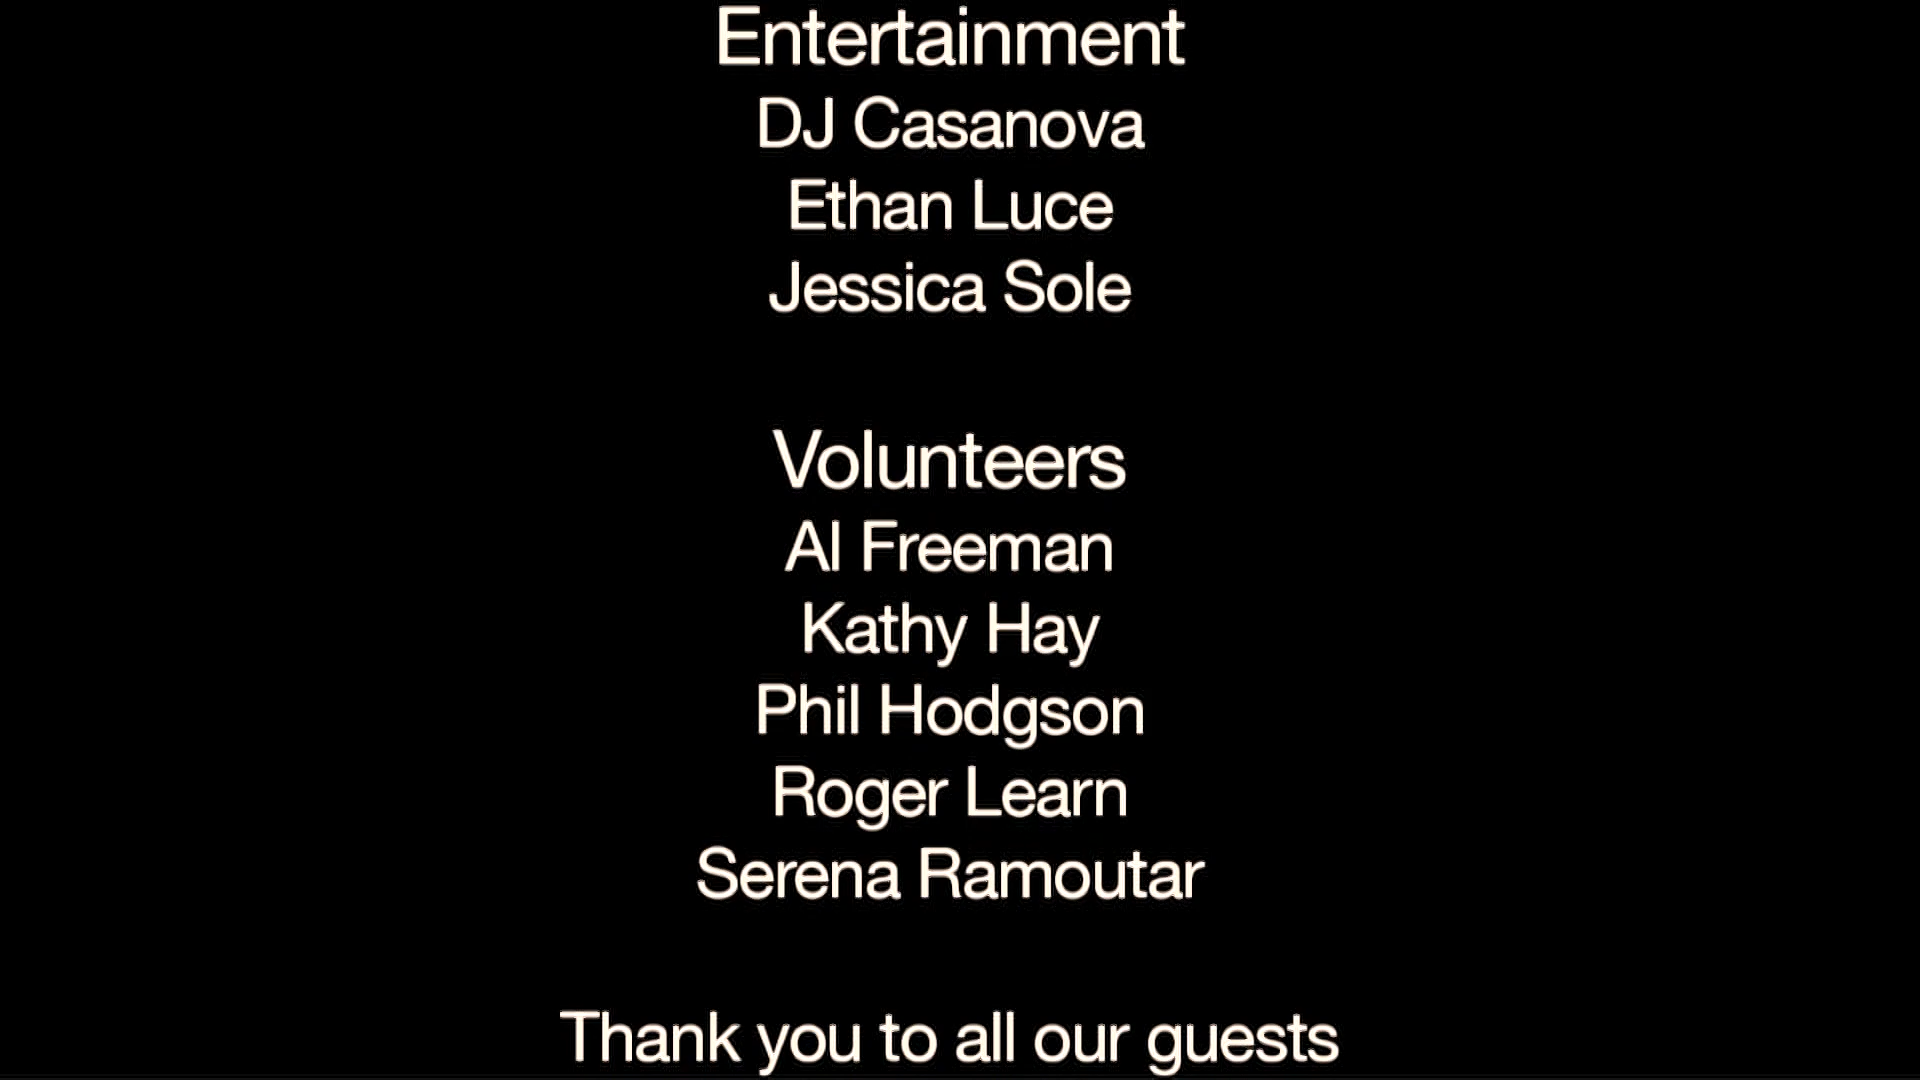 Entertainment
DJ Casanova
Ethan Luce
Jessica Sole
Volunteers
Al Freeman
Kathy Hay
Phil Hodgson
Roger Learn
Serena Ramoutar
Thank you to all our guests